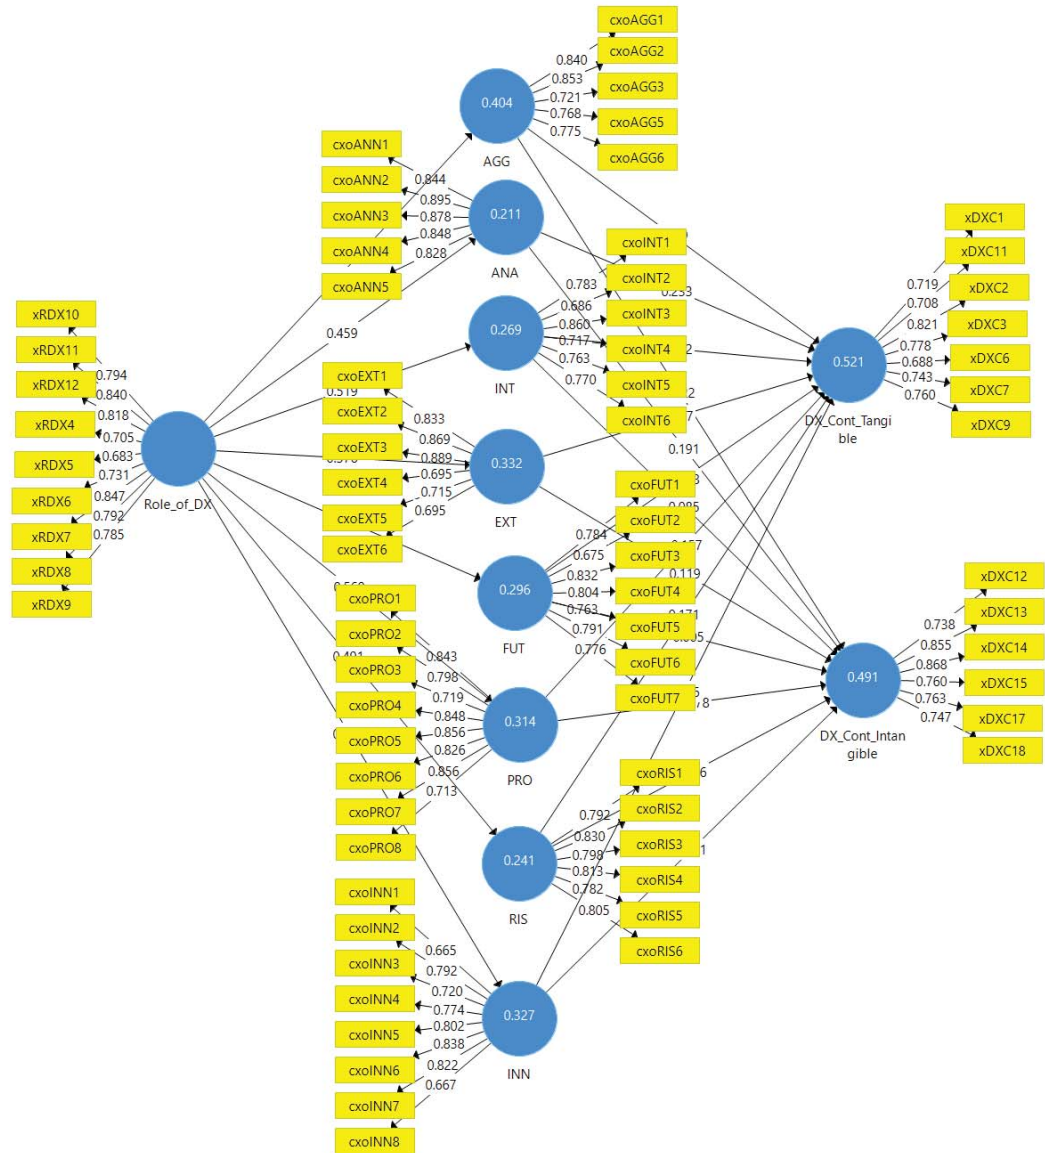 cxoAGG1
cxoAGG2
cxoAGG3
cxoAGG5
cxoAGG6
0.840
0.853
0.721
0.768
0.775
0.404
AGG
cxoANN1
cxoANN2
cxoANN3
cxoANN4
cxoANN5
0.844
0.895
0.878
0.848
0.828
0.211
ANA
0.459
cxoINT1
cxoINT2
cxoINT3
cxoINT4
cxoINT5
cxoINT6
0.783
0.686
0.860
0.717
0.763
0.770
0.269
INT
0.519
xRDX10
xRDX11
xRDX12
xRDX4
xRDX5
xRDX6
xRDX7
xRDX8
xRDX9
0.794
0.840
0.818
0.705
0.683
0.731
0.847
0.792
0.785
Role_of_DX
cxoEXT1
cxoEXT2
cxoEXT3
cxoEXT4
cxoEXT5
cxoEXT6
0.833
0.869
0.889
0.695
0.715
0.695
0.332
EXT
cxoFUT1
cxoFUT2
cxoFUT3
cxoFUT4
cxoFUT5
cxoFUT6
cxoFUT7
0.784
0.675
0.832
0.804
0.763
0.791
0.776
0.296
FUT
cxoPRO1
cxoPRO2
cxoPRO3
cxoPRO4
cxoPRO5
cxoPRO6
cxoPRO7
cxoPRO8
0.843
0.798
0.719
0.848
0.856
0.826
0.856
0.713
0.314
PRO
cxoRIS1
cxoRIS2
cxoRIS3
cxoRIS4
cxoRIS5
cxoRIS6
0.792
0.830
0.798
0.813
0.782
0.805
0.241
RIS
cxoINN1
cxoINN2
cxoINN3
cxoINN4
cxoINN5
cxoINN6
cxoINN7
cxoINN8
0.665
0.792
0.720
0.774
0.802
0.838
0.822
0.667
0.327
INN
0.191
0.119
xDXC1
xDXC11
xDXC2
xDXC3
xDXC6
xDXC7
xDXC9
0.719
0.708
0.821
0.778
0.688
0.743
0.760
0.521
DX_Cont_Tangi
ble
xDXC12
xDXC13
xDXC14
xDXC15
xDXC17
xDXC18
0.738
0.855
0.868
0.760
0.763
0.747
0.491
DX_Cont_Intan
gible